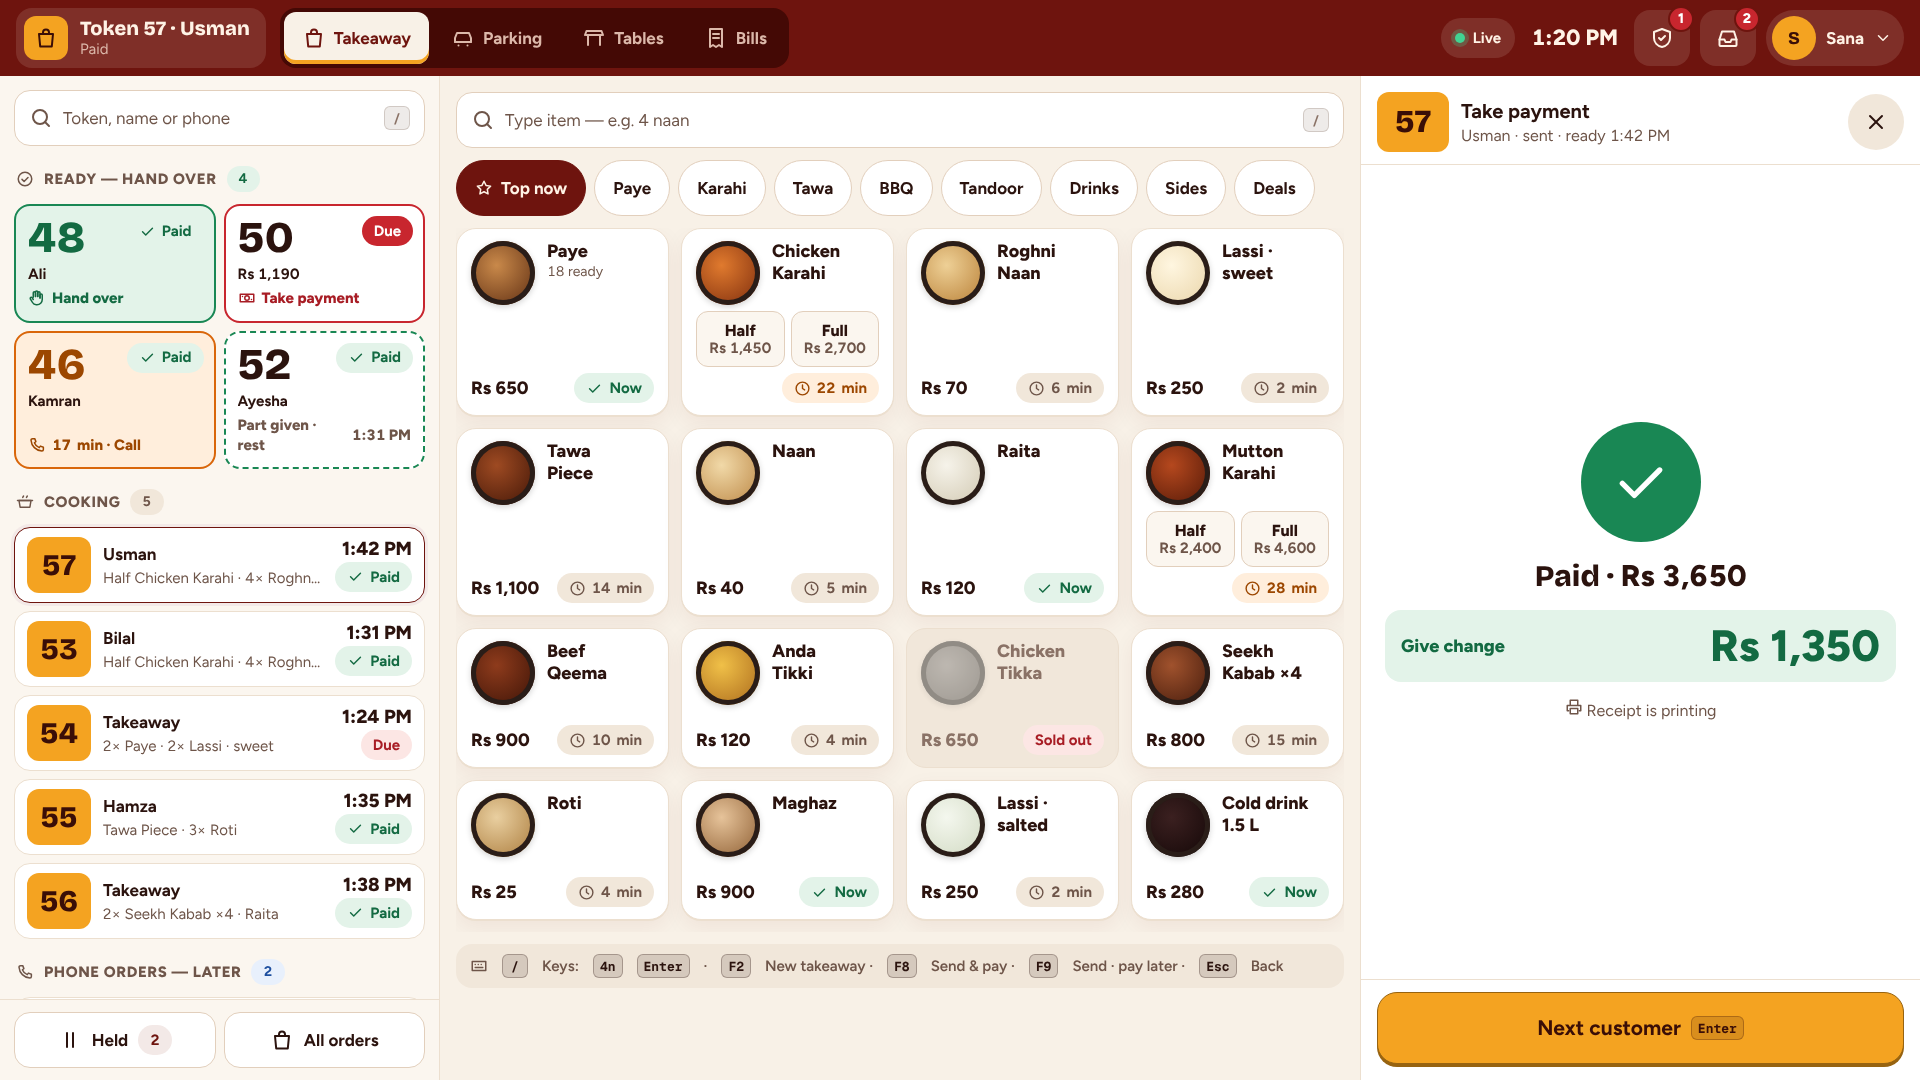 Token 57 · Usman
Paid
Takeaway
Parking
Tables
Bills
Live
1:20 PM
1
2
S
Sana
Token, name or phone
/
READY — HAND OVER 4
48
Paid
Ali
Hand over
50
Due
Rs 1,190
Take payment
46
Paid
Kamran
17 min · Call
52
Paid
Ayesha
Part given ·
rest
1:31 PM
COOKING 5
57
Usman
1:42 PM
Half Chicken Karahi · 4× Roghn...
Paid
53
Bilal
1:31 PM
Half Chicken Karahi · 4× Roghn...
Paid
54
Takeaway
1:24 PM
2× Paye · 2× Lassi · sweet
Due
55
Hamza
1:35 PM
Tawa Piece · 3× Roti
Paid
56
Takeaway
1:38 PM
2× Seekh Kabab ×4 · Raita
Paid
PHONE ORDERS — LATER 2
Held 2
All orders
Type item — e.g. 4 naan
/
Top now
Paye
Karahi
Tawa
BBQ
Tandoor
Drinks
Sides
Deals
Paye
18 ready
Rs 650
Now
Chicken
Karahi
Half
Rs 1,450
Full
Rs 2,700
22 min
Roghni
Naan
Rs 70
6 min
Lassi ·
sweet
Rs 250
2 min
Tawa
Piece
Rs 1,100
14 min
Naan
Rs 40
5 min
Raita
Rs 120
Now
Mutton
Karahi
Half
Rs 2,400
Full
Rs 4,600
28 min
Beef
Qeema
Rs 900
10 min
Anda
Tikki
Rs 120
4 min
Chicken
Tikka
Rs 650
Sold out
Seekh
Kabab ×4
Rs 800
15 min
Roti
Rs 25
4 min
Maghaz
Rs 900
Now
Lassi ·
salted
Rs 250
2 min
Cold drink
1.5 L
Rs 280
Now
/ Keys: 4n Enter · F2 New takeaway · F8 Send & pay · F9 Send · pay later · Esc Back
57
Take payment
Usman · sent · ready 1:42 PM
Paid · Rs 3,650
Give change
Rs 1,350
Receipt is printing
Next customer Enter